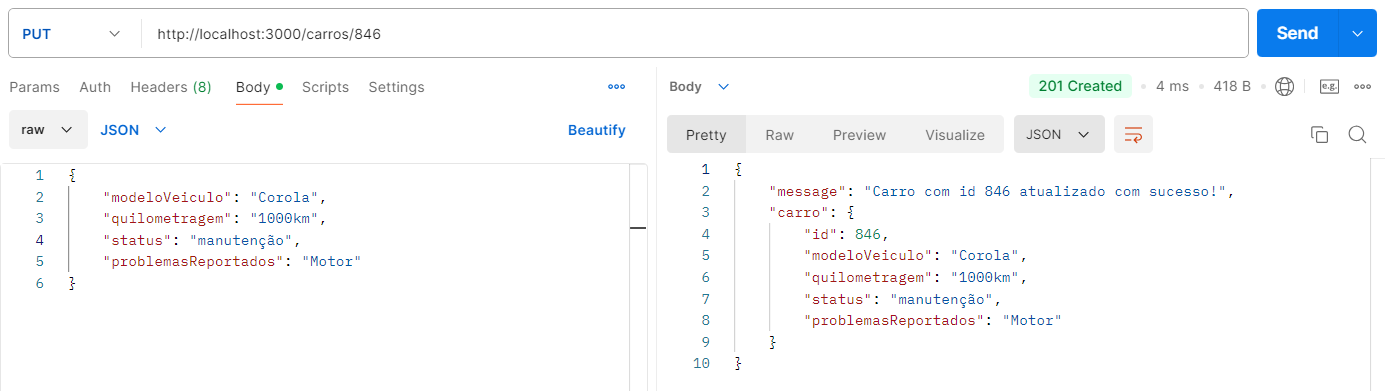 PUT http://localhost:3000/carros/846 Send
Params Auth Headers (8) Body Scripts Settings
raw JSON Beautify
1 {
2 "modeloVeiculo": "Corola",
3 "quilometragem": "1000km",
4 "status": "manutenção",
5 "problemasReportados": "Motor"
6 }
Body 201 Created 4 ms 418 B e.g.
Pretty Raw Preview Visualize JSON
1 {
2 "message": "Carro com id 846 atualizado com sucesso!",
3 "carro": {
4 "id": 846,
5 "modeloVeiculo": "Corola",
6 "quilometragem": "1000km",
7 "status": "manutenção",
8 "problemasReportados": "Motor"
9 }
10 }